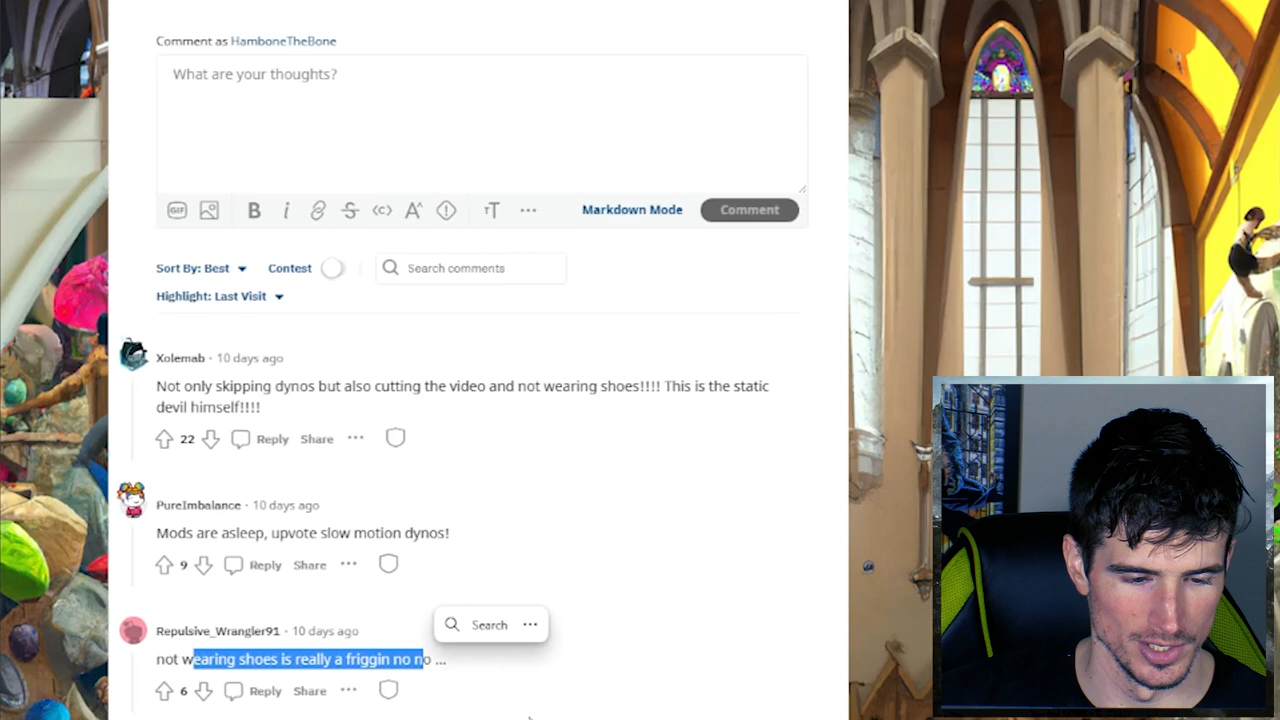 Comment as HamboneTheBone
What are your thoughts?
GIF B i S <c> A^ ! TT ... Markdown Mode Comment
Sort By: Best Contest Search comments
Highlight: Last Visit
Xolemab · 10 days ago
Not only skipping dynos but also cutting the video and not wearing shoes!!!! This is the static
devil himself!!!!
22 Reply Share ...
PureImbalance · 10 days ago
Mods are asleep, upvote slow motion dynos!
9 Reply Share ...
Search ...
Repulsive_Wrangler91 · 10 days ago
not wearing shoes is really a friggin no no ...
6 Reply Share ...